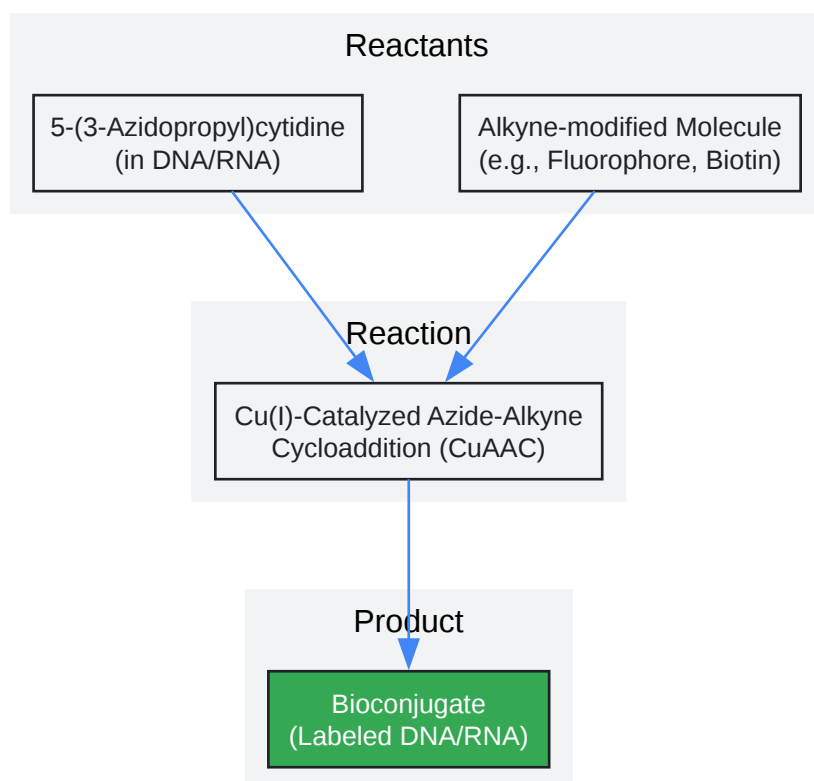 Reactants
5-(3-Azidopropyl)cytidine
(in DNA/RNA)
Alkyne-modified Molecule
(e.g., Fluorophore, Biotin)
Reaction
Cu(I)-Catalyzed Azide-Alkyne
Cycloaddition (CuAAC)
Product
Bioconjugate
(Labeled DNA/RNA)